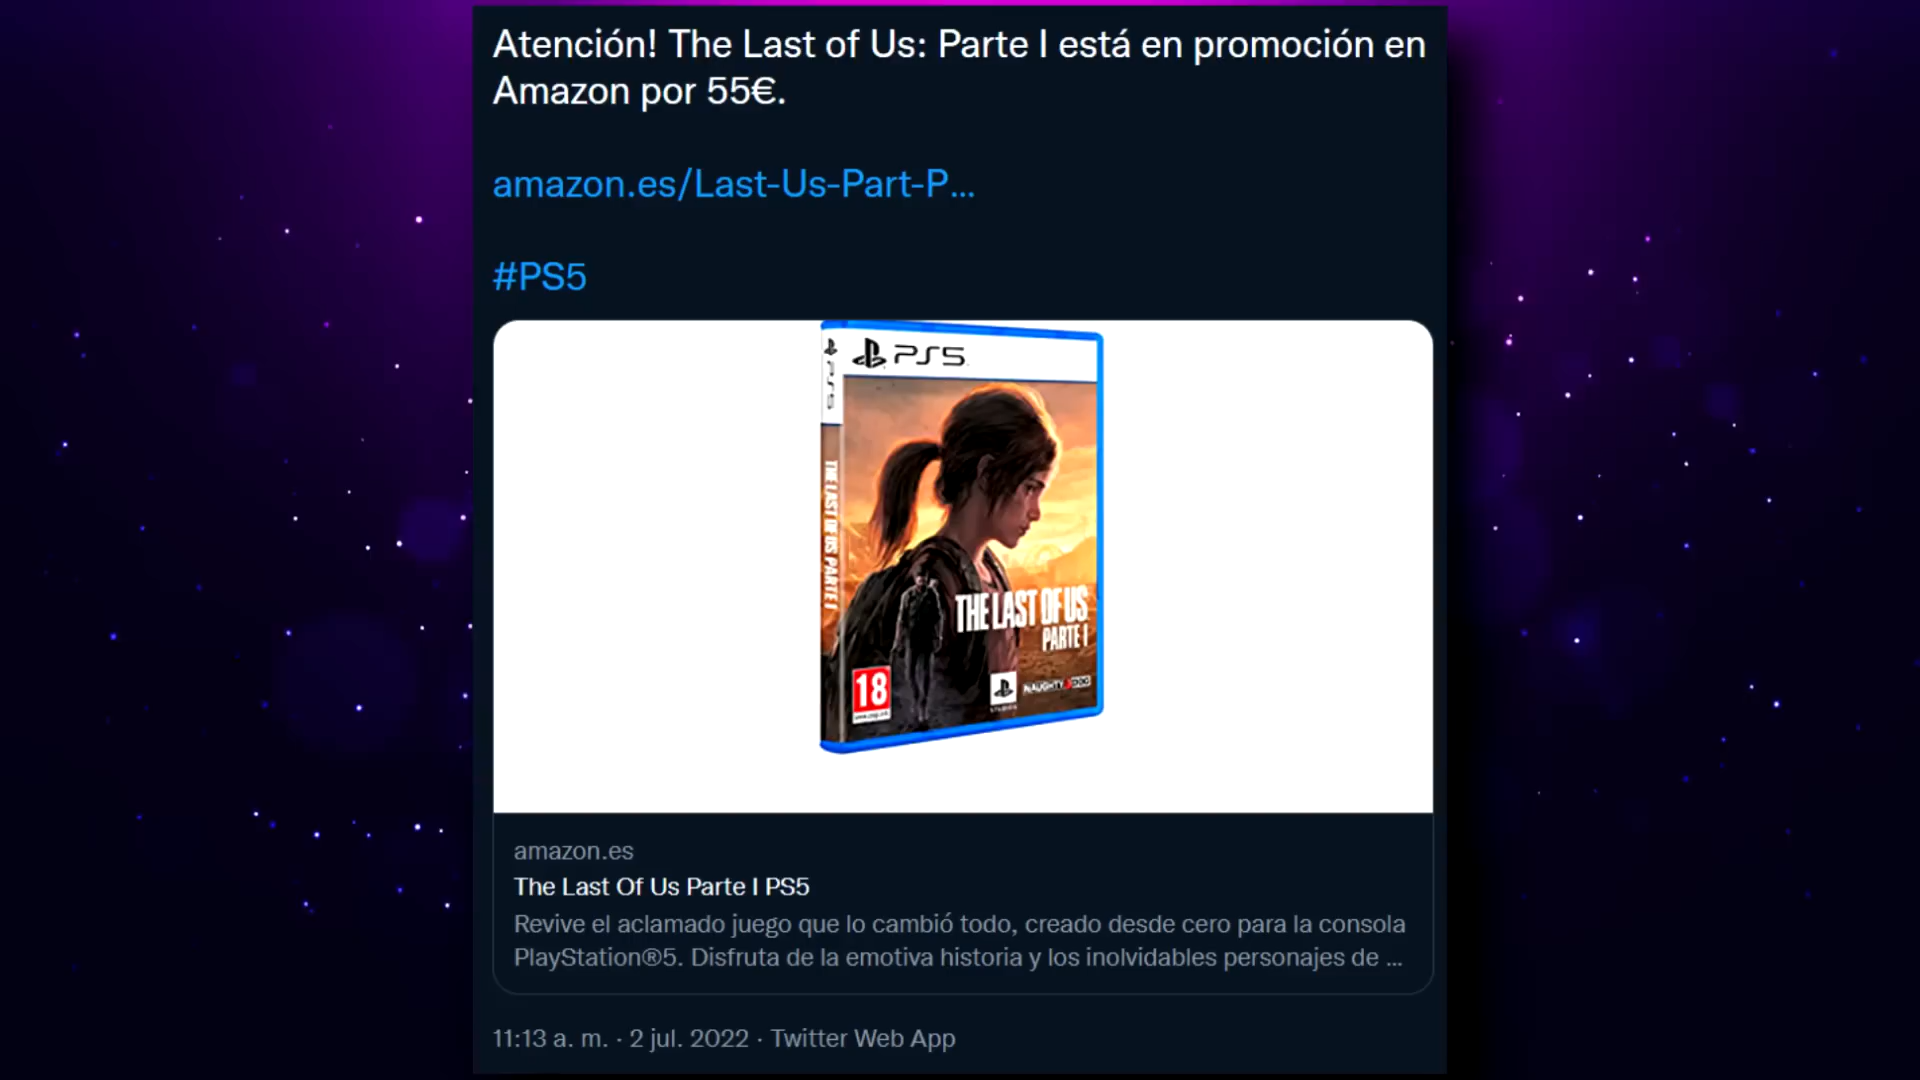 Atención! The Last of Us: Parte I está en promoción en
Amazon por 55€.
amazon.es/Last-Us-Part-P...
#PS5
PS5
PS5
THE LAST OF US PARTE I
THE LAST OF US
PARTE I
18
NAUGHTY DOG
amazon.es
The Last Of Us Parte I PS5
Revive el aclamado juego que lo cambió todo, creado desde cero para la consola
PlayStation®5. Disfruta de la emotiva historia y los inolvidables personajes de ...
11:13 a. m. · 2 jul. 2022 · Twitter Web App